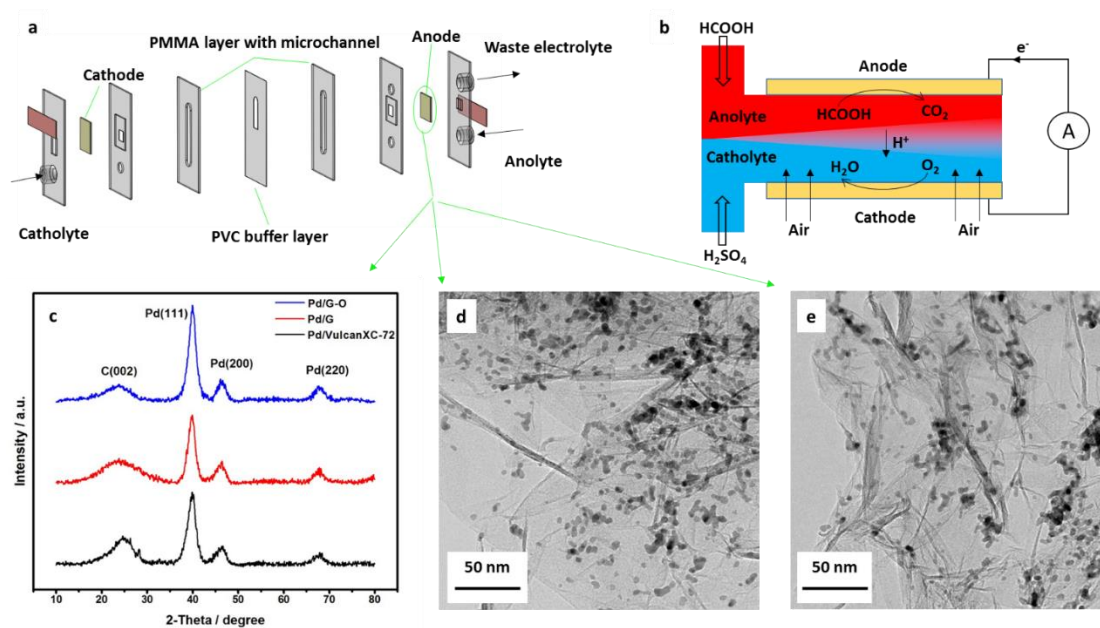 a
PMMA layer with microchannel
Anode
Waste electrolyte
Cathode
Anolyte
Catholyte
PVC buffer layer
b
HCOOH
e-
Anode
Anolyte
HCOOH
CO2
H+
A
Catholyte
H2O
O2
Cathode
Air
Air
H2SO4
c
Pd/G-O
Pd/G
Pd/VulcanXC-72
Pd(111)
C(002)
Pd(200)
Pd(220)
Intensity / a.u.
10 20 30 40 50 60 70 80
2-Theta / degree
d
50 nm
e
50 nm